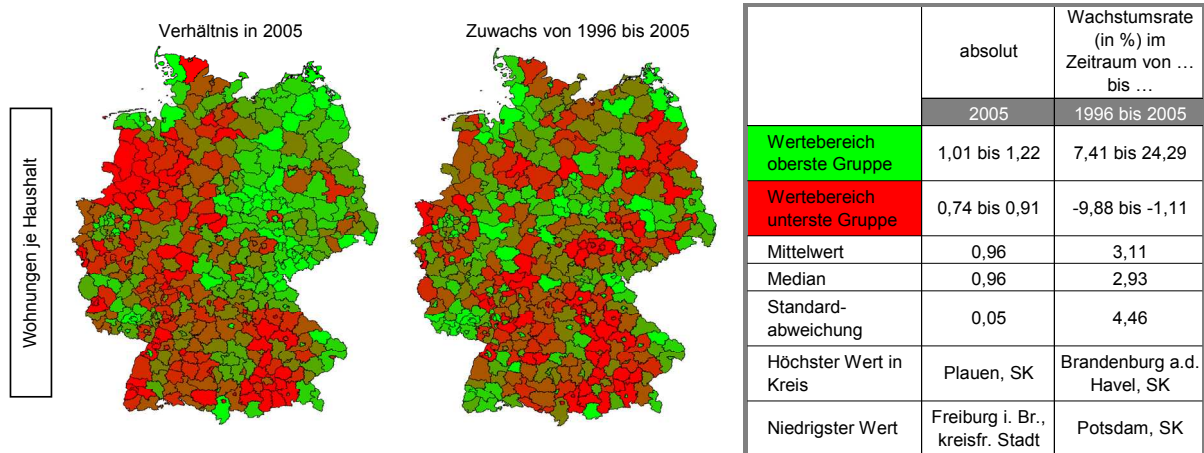 Verhältnis in 2005
Zuwachs von 1996 bis 2005
Wohnungen je Haushalt
absolut
Wachstumsrate
(in %) im
Zeitraum von …
bis …
2005
1996 bis 2005
Wertebereich
oberste Gruppe
1,01 bis 1,22
7,41 bis 24,29
Wertebereich
unterste Gruppe
0,74 bis 0,91
-9,88 bis -1,11
Mittelwert
0,96
3,11
Median
0,96
2,93
Standard-
abweichung
0,05
4,46
Höchster Wert in
Kreis
Plauen, SK
Brandenburg a.d.
Havel, SK
Niedrigster Wert
Freiburg i. Br.,
kreisfr. Stadt
Potsdam, SK